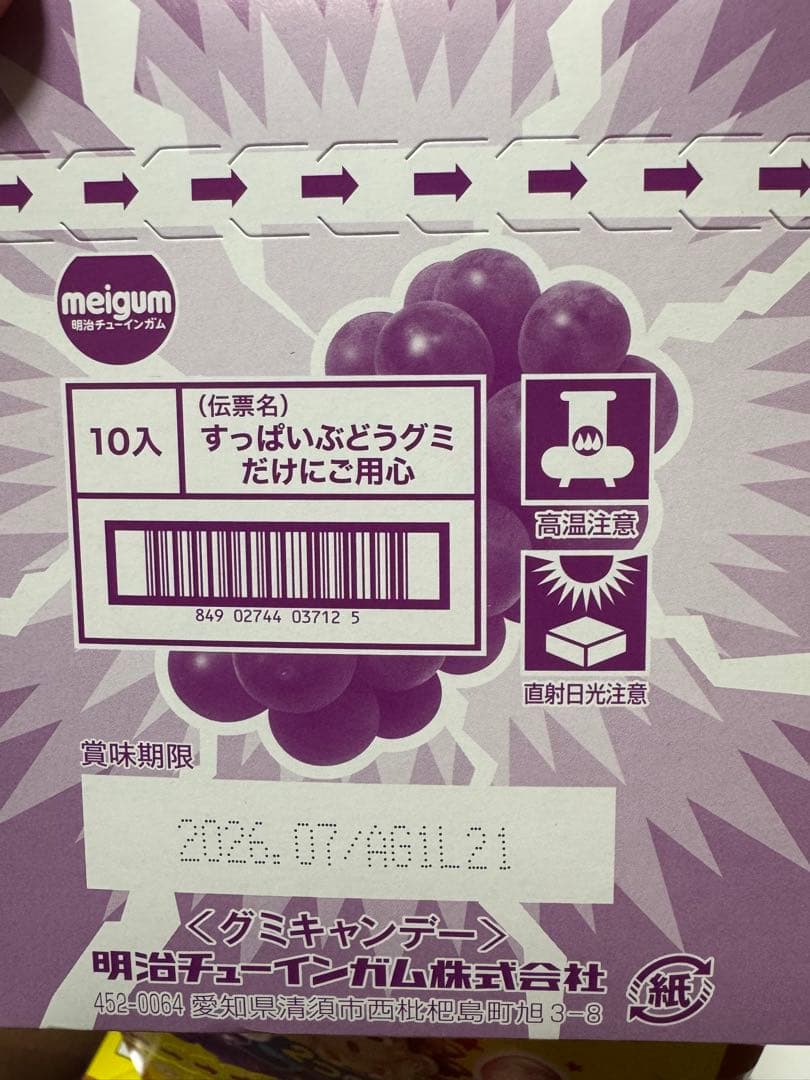 meigum
明治チューインガム
10入
(伝票名)
すっぱいぶどうグミ
だけにご用心
849 02744 03712 5
高温注意
直射日光注意
賞味期限
2026.07/AG1L21
<グミキャンデー>
明治チューインガム株式会社
紙
452-0064 愛知県清須市西枇杷島町旭3-8